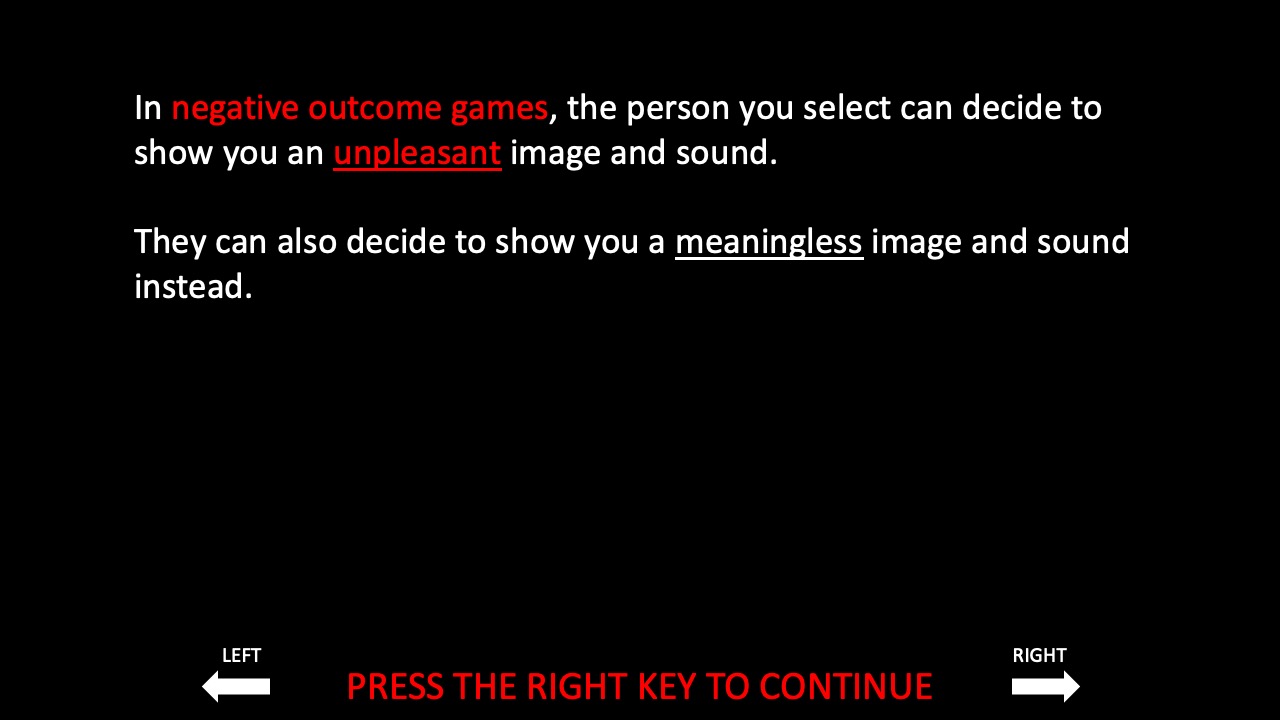 In negative outcome games, the person you select can decide to
show you an unpleasant image and sound.
They can also decide to show you a meaningless image and sound
instead.
LEFT
RIGHT
PRESS THE RIGHT KEY TO CONTINUE